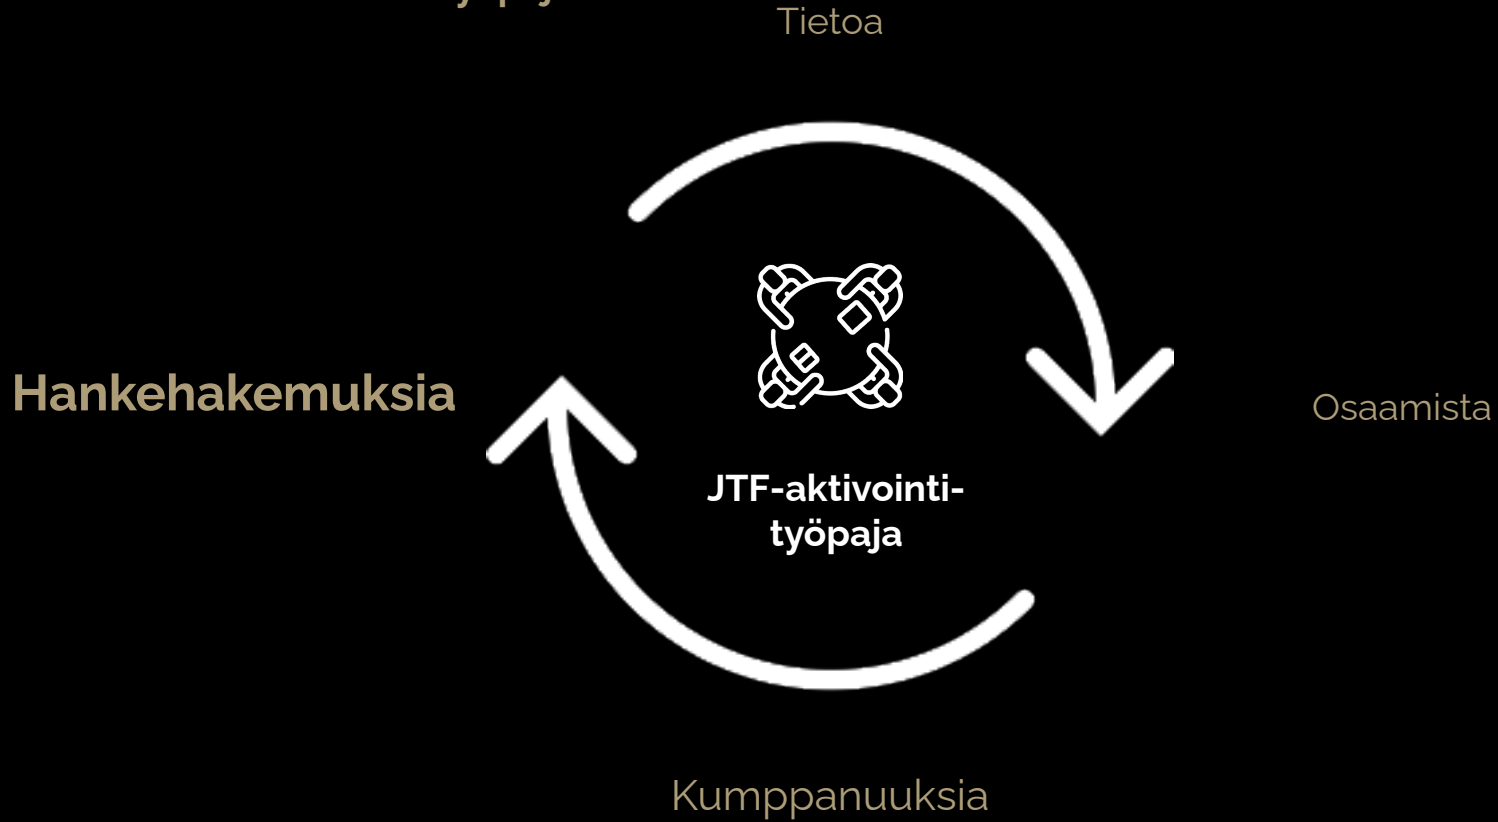 Tietoa
Hankehakemuksia
Osaamista
JTF-aktivointi-
työpaja
Kumppanuuksia